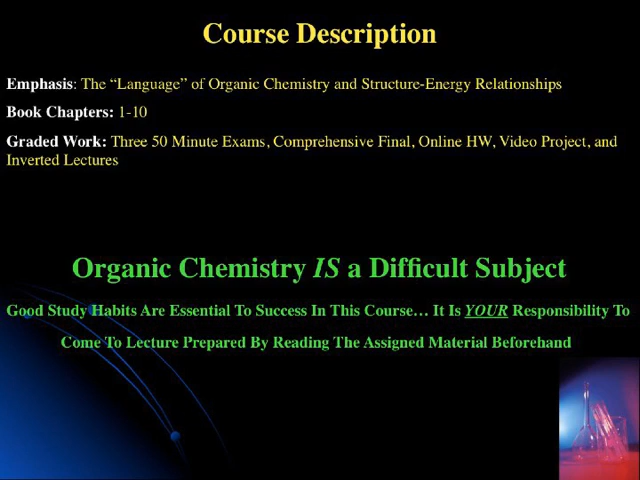 Course Description
Emphasis: The “Language” of Organic Chemistry and Structure-Energy Relationships
Book Chapters: 1-10
Graded Work: Three 50 Minute Exams, Comprehensive Final, Online HW, Video Project, and
Inverted Lectures
Organic Chemistry IS a Difficult Subject
Good Study Habits Are Essential To Success In This Course… It Is YOUR Responsibility To
Come To Lecture Prepared By Reading The Assigned Material Beforehand